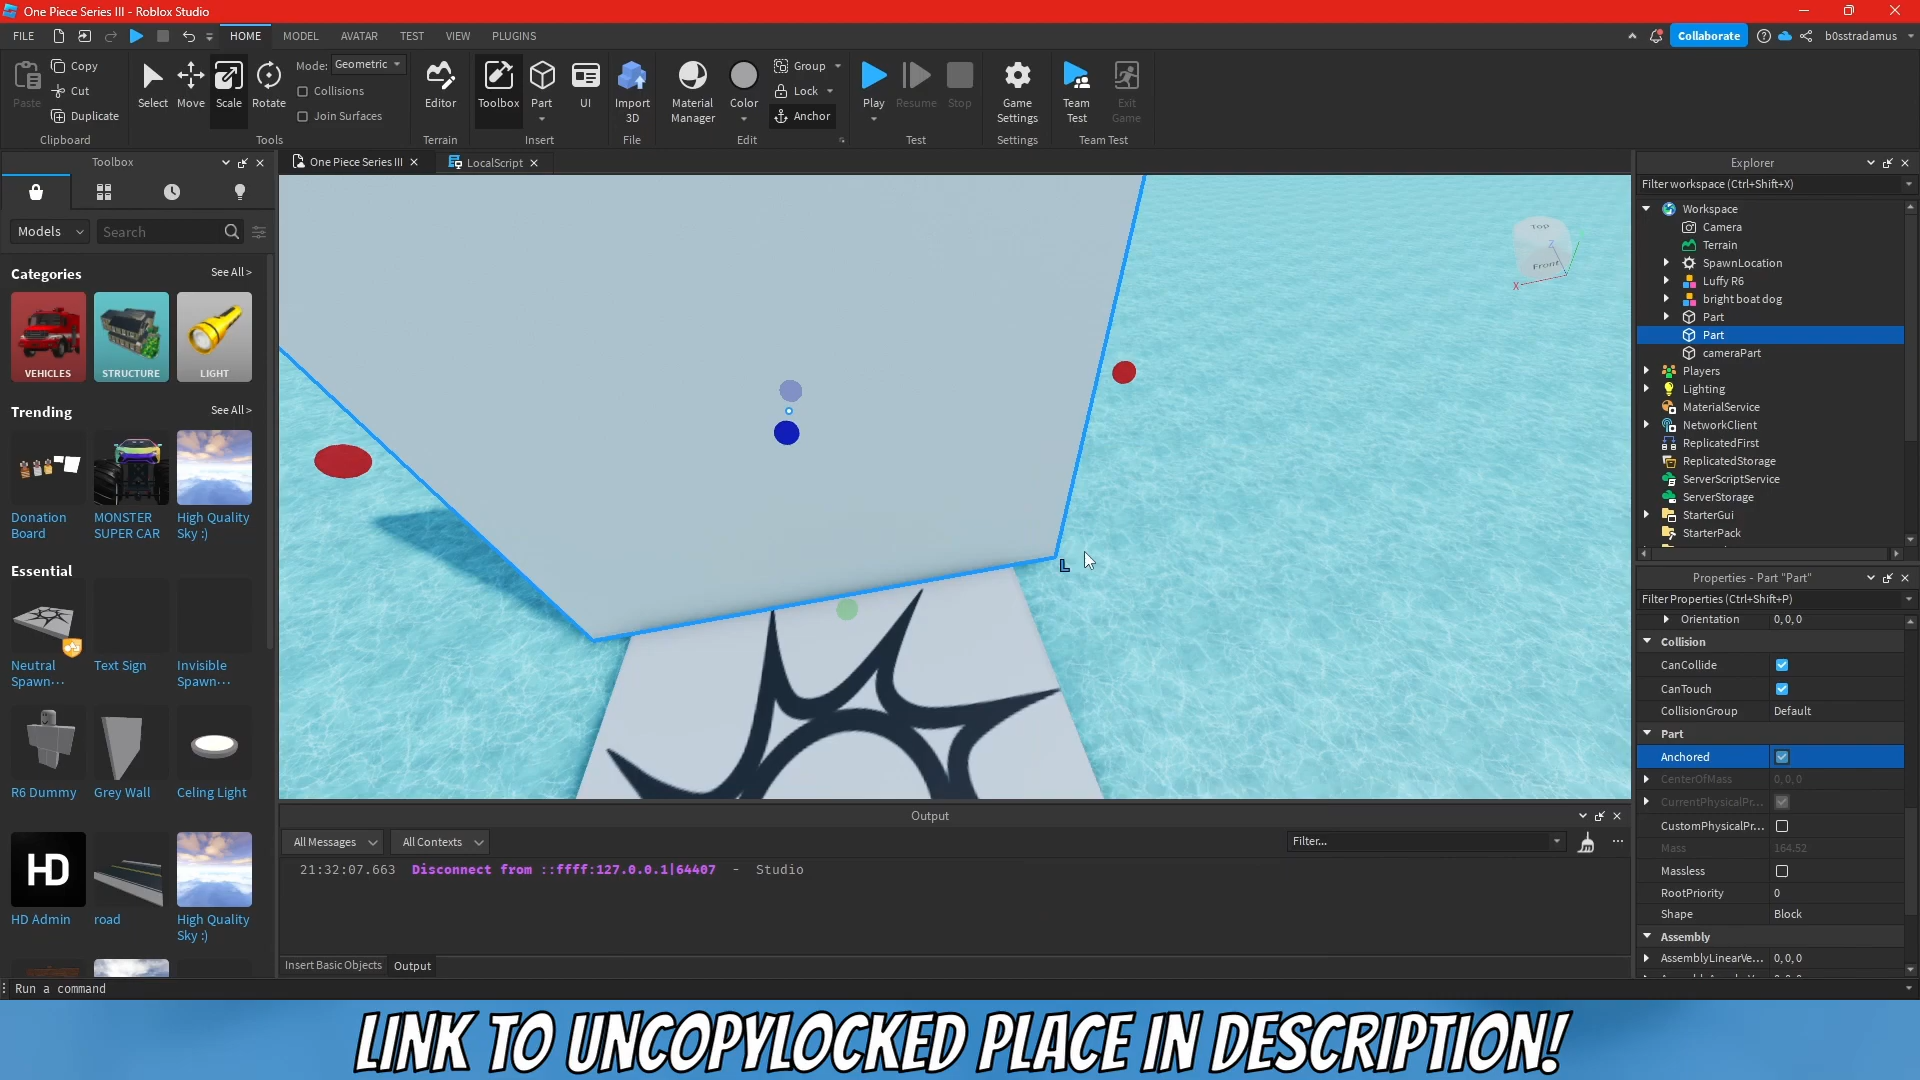 One Piece Series III - Roblox Studio
FILE HOME MODEL AVATAR TEST VIEW PLUGINS Collaborate b0sstradamus
Paste
Copy
Cut
Duplicate
Clipboard
Select Move Scale Rotate
Mode: Geometric
Collisions
Join Surfaces
Tools
Editor
Terrain
Toolbox Part UI
Insert
Import
3D
File
Material
Manager
Color
Group
Lock
Anchor
Edit
Play Resume Stop
Test
Game
Settings
Settings
Team
Test
Exit
Game
Team Test
Toolbox
Models Search
Categories See All >
VEHICLES STRUCTURE LIGHT
Trending See All >
Donation
Board
MONSTER
SUPER CAR
High Quality
Sky :)
Essential
Neutral
Spawn...
Text Sign
Invisible
Spawn...
R6 Dummy Grey Wall Celing Light
HD
HD Admin road
High Quality
Sky :)
One Piece Series III LocalScript
Top
Front
X
Z
L
Output
All Messages All Contexts Filter...
21:32:07.663 Disconnect from ::ffff:127.0.0.1|64407 - Studio
Insert Basic Objects Output
Run a command
Explorer
Filter workspace (Ctrl+Shift+X)
Workspace
Camera
Terrain
SpawnLocation
Luffy R6
bright boat dog
Part
Part
cameraPart
Players
Lighting
MaterialService
NetworkClient
ReplicatedFirst
ReplicatedStorage
ServerScriptService
ServerStorage
StarterGui
StarterPack
Properties - Part "Part"
Filter Properties (Ctrl+Shift+P)
Orientation 0, 0, 0
Collision
CanCollide
CanTouch
CollisionGroup Default
Part
Anchored
CenterOfMass 0, 0, 0
CurrentPhysicalPr...
CustomPhysicalPr...
Mass 164.52
Massless
RootPriority 0
Shape Block
Assembly
AssemblyLinearVe... 0, 0, 0
LINK TO UNCOPYLOCKED PLACE IN DESCRIPTION!